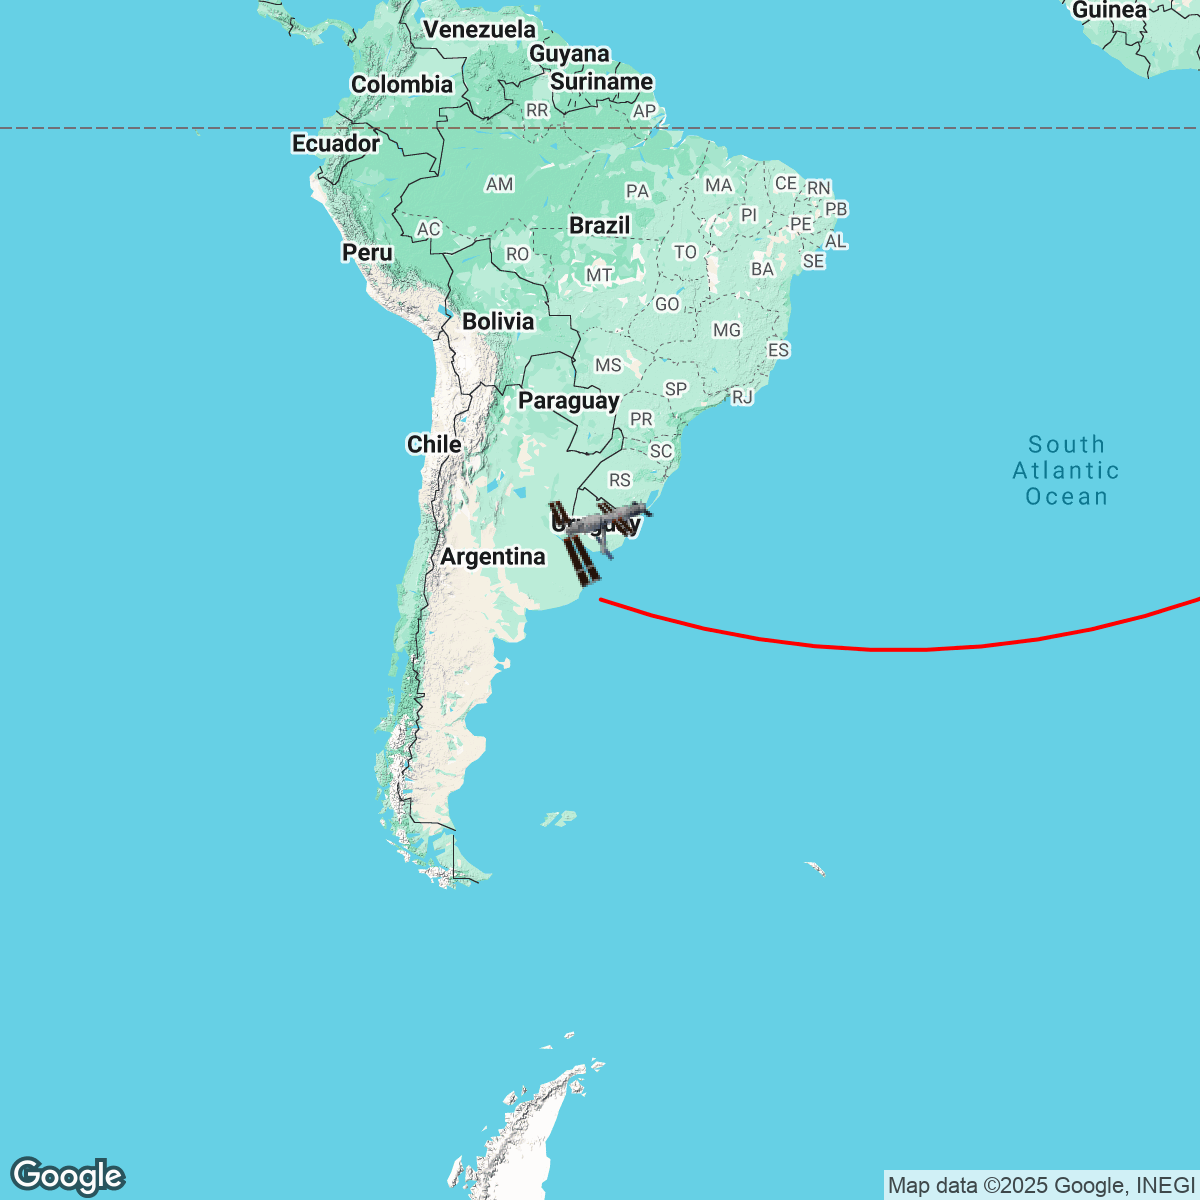 Guinea
Venezuela
Guyana
Colombia
Suriname
RR
AP
Ecuador
AM
PA
MA
CE
RN
PI
PB
AC
Brazil
PE
AL
Peru
RO
TO
SE
MT
BA
GO
Bolivia
MG
ES
MS
Paraguay
SP
RJ
PR
Chile
SC
South
Atlantic
Ocean
RS
Uruguay
Argentina
Google
Map data ©2025 Google, INEGI